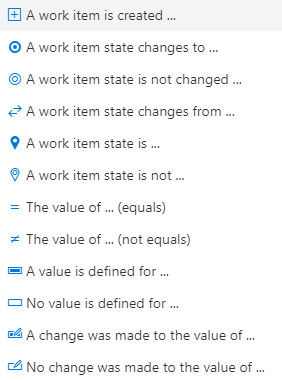 A work item is created ...
A work item state changes to ...
A work item state is not changed ...
A work item state changes from ...
A work item state is ...
A work item state is not ...
The value of ... (equals)
The value of ... (not equals)
A value is defined for ...
No value is defined for ...
A change was made to the value of ...
No change was made to the value of ...